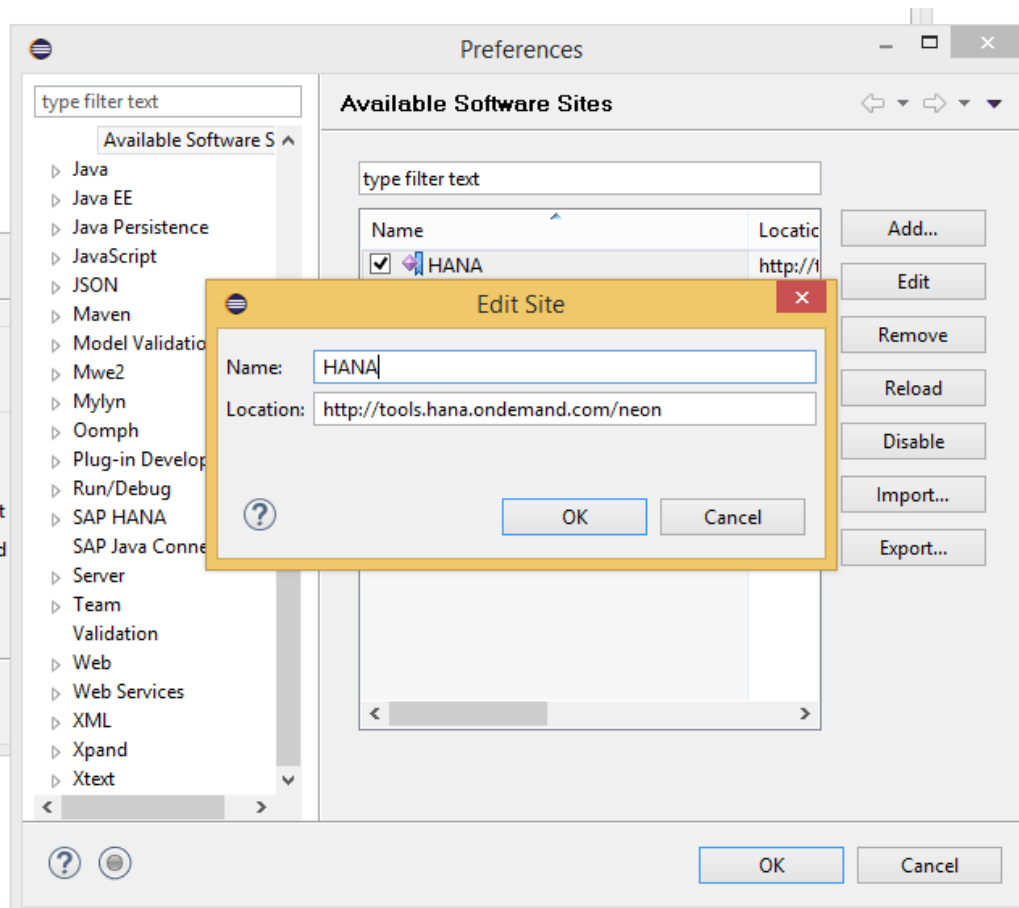 Preferences
type filter text
Available Software S
Java
Java EE
Java Persistence
JavaScript
JSON
Maven
Model Validatio
Mwe2
Mylyn
Oomph
Plug-in Develop
Run/Debug
SAP HANA
SAP Java Conne
Server
Team
Validation
Web
Web Services
XML
Xpand
Xtext
Available Software Sites
type filter text
Name Locatic
HANA http://t
Add...
Edit
Remove
Reload
Disable
Import...
Export...
Edit Site
Name: HANA
Location: http://tools.hana.ondemand.com/neon
OK Cancel
OK Cancel